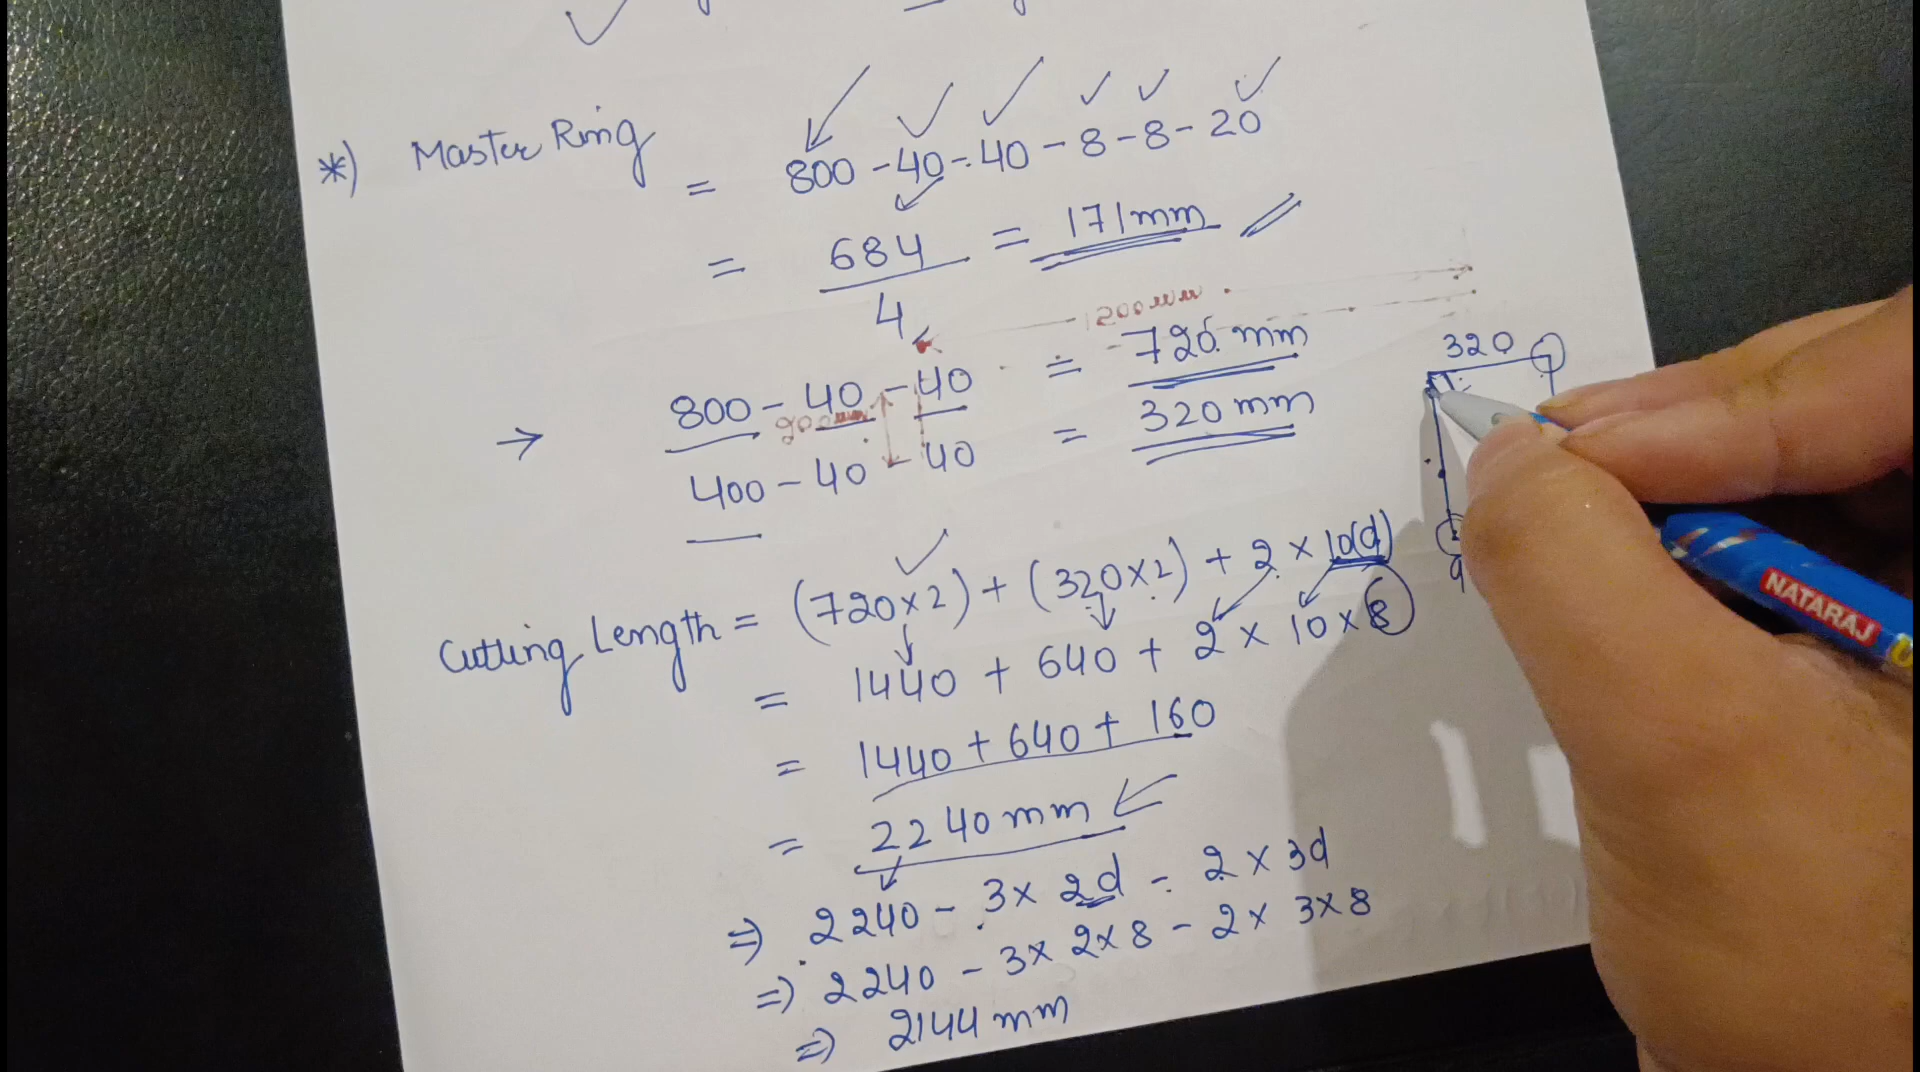 *) Master Ring
= 800 - 40 - 40 - 8 - 8 - 20
= 684 / 4 = 171mm
1500mm
→ 800 - 40 - 40 = 720 mm
400 - 40 - 40 = 320 mm
320
Cutting Length = (720×2) + (320×2) + 2 × 10(d)
= 1440 + 640 + 2 × 10 × 8
= 1440 + 640 + 160
= 2240 mm
⇒ 2240 - 3 × 2d - 2 × 3d
⇒ 2240 - 3 × 2 × 8 - 2 × 3 × 8
⇒ 2144 mm
NATARAJ